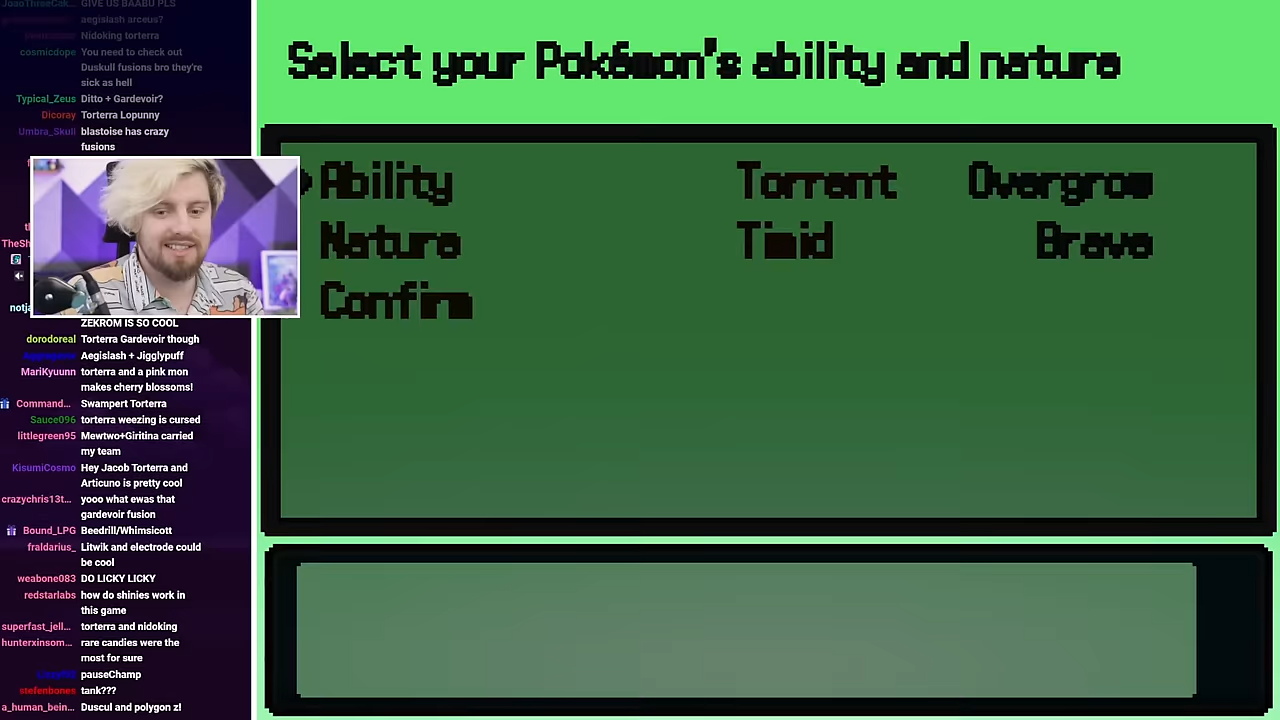 GIVE US BAABU PLS
aegislash arceus?
Nidoking torterra
cosmicdope You need to check out
Duskull fusions bro they're
sick as hell
Typical_Zeus Ditto + Gardevoir?
Dicoray Torterra Lopunny
Umbra_Skull blastoise has crazy
fusions
ZEKROM IS SO COOL
dorodoreal Torterra Gardevoir though
Aegislash + Jigglypuff
MariKyuunn torterra and a pink mon
makes cherry blossoms!
Command... Swampert Torterra
Sauce096 torterra weezing is cursed
littlegreen95 Mewtwo+Giritina carried
my team
KisumiCosmo Hey Jacob Torterra and
Articuno is pretty cool
crazychris13t... yooo what ewas that
gardevoir fusion
Bound_LPG Beedrill/Whimsicott
fraldarius_ Litwik and electrode could
be cool
weabone083 DO LICKY LICKY
redstarlabs how do shinies work in
this game
superfast_jell... torterra and nidoking
hunterxinsom... rare candies were the
most for sure
pauseChamp
stefenbones tank???
a_human_bein... Duscul and polygon z!
Select your Pokémon's ability and nature
Ability Torrent Overgrow
Nature Timid Brave
Confirm